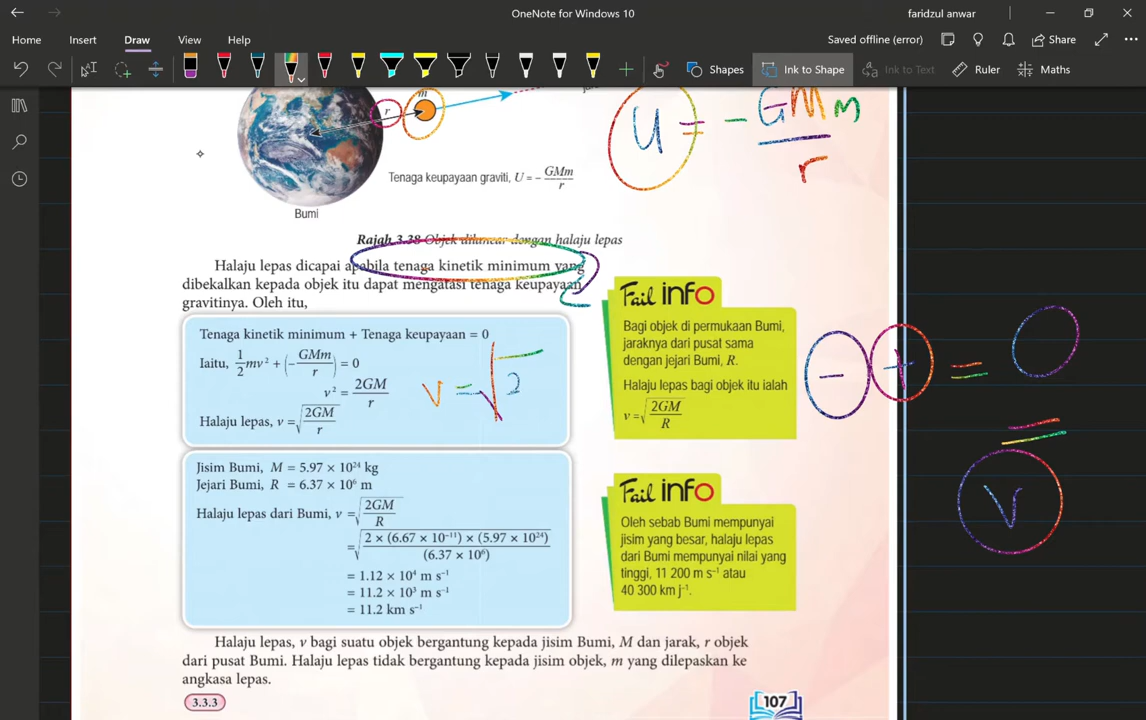 OneNote for Windows 10
faridzul anwar
Home Insert Draw View Help
Saved offline (error)
Share
Shapes
Ink to Shape
Ink to Text
Ruler
Maths
m
r
U = - GMm/r
Tenaga keupayaan graviti, U = – GMm/r
Bumi
Rajah 3.38 Objek dilancar dengan halaju lepas
Halaju lepas dicapai apabila tenaga kinetik minimum yang
dibekalkan kepada objek itu dapat mengatasi tenaga keupayaan
gravitinya. Oleh itu,
Tenaga kinetik minimum + Tenaga keupayaan = 0
Iaitu, ½mv² + (–GMm/r) = 0
v² = 2GM/r
Halaju lepas, v = √(2GM/r)
v = √2
Fail info
Bagi objek di permukaan Bumi,
jaraknya dari pusat sama
dengan jejari Bumi, R.
Halaju lepas bagi objek itu ialah
v = √(2GM/R)
- + = 0
=
v
Jisim Bumi, M = 5.97 × 10²⁴ kg
Jejari Bumi, R = 6.37 × 10⁶ m
Halaju lepas dari Bumi, v = √(2GM/R)
= √(2 × (6.67 × 10⁻¹¹) × (5.97 × 10²⁴)/(6.37 × 10⁶))
= 1.12 × 10⁴ m s⁻¹
= 11.2 × 10³ m s⁻¹
= 11.2 km s⁻¹
Fail info
Oleh sebab Bumi mempunyai
jisim yang besar, halaju lepas
dari Bumi mempunyai nilai yang
tinggi, 11 200 m s⁻¹ atau
40 300 km j⁻¹.
Halaju lepas, v bagi suatu objek bergantung kepada jisim Bumi, M dan jarak, r objek
dari pusat Bumi. Halaju lepas tidak bergantung kepada jisim objek, m yang dilepaskan ke
angkasa lepas.
3.3.3
107